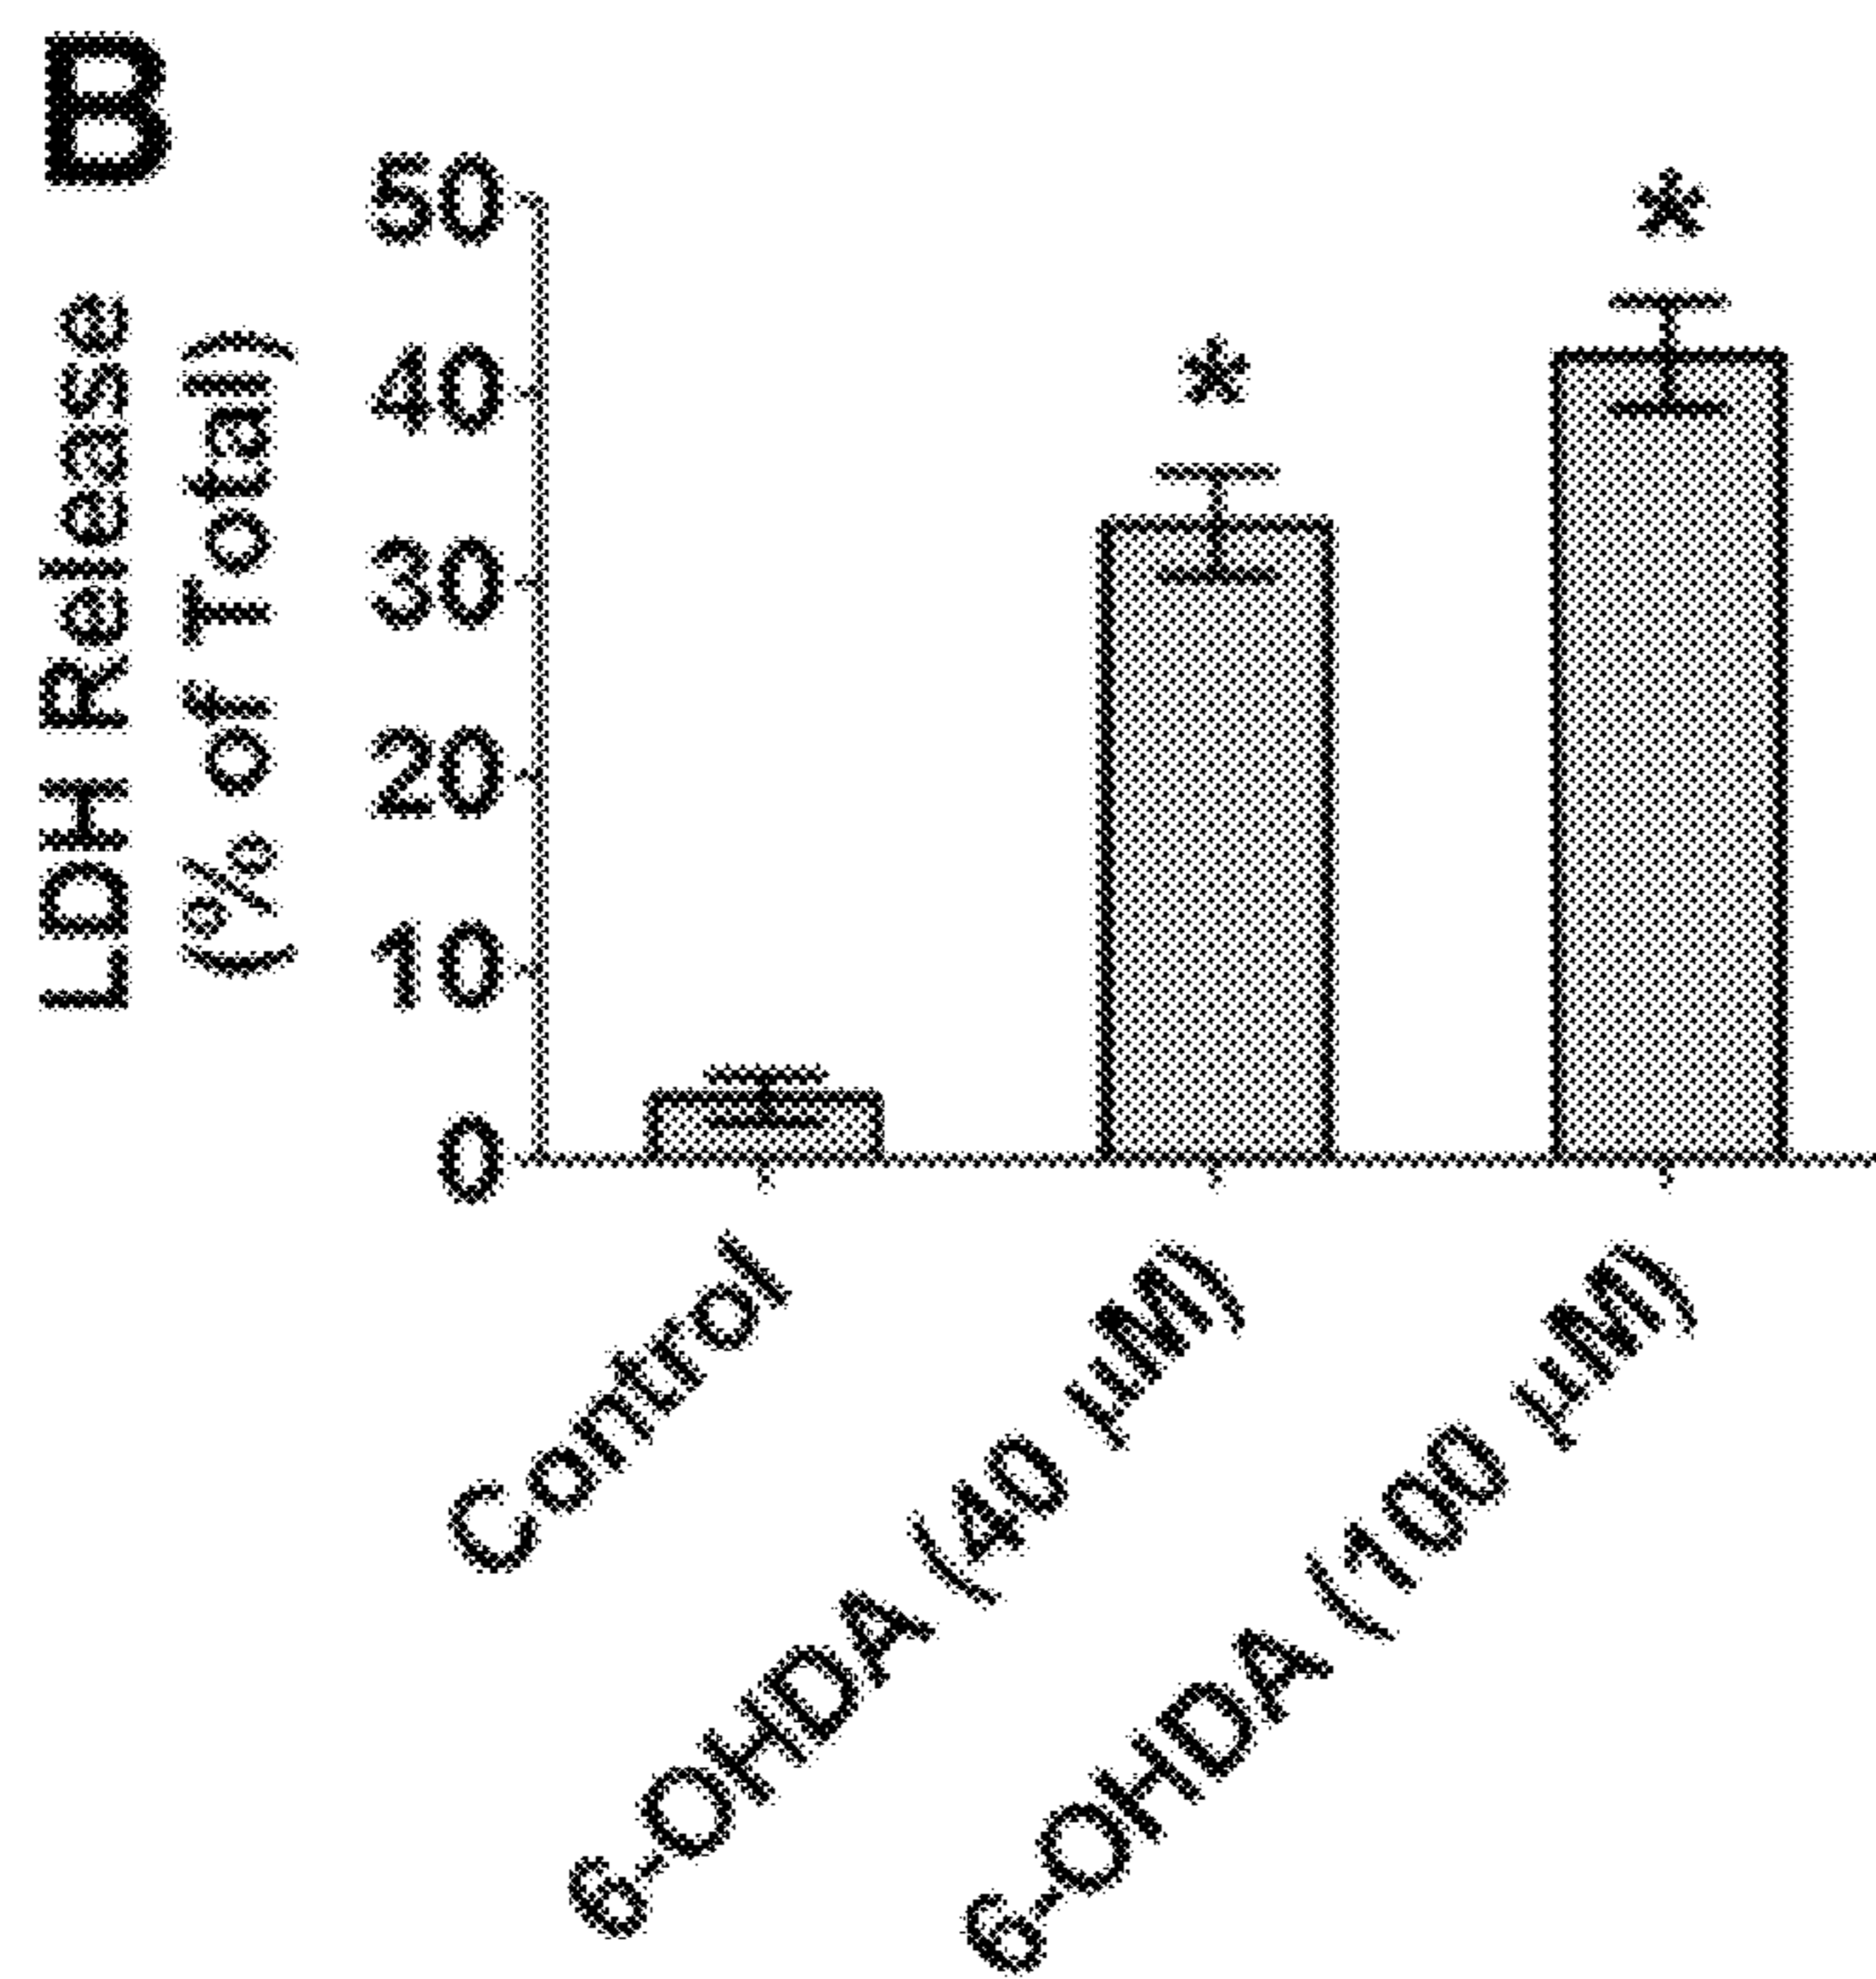 B
LDH Release
(% of Total)
50
40
30
20
10
0
*
*
Control
6-OHDA (40 μM)
6-OHDA (100 μM)